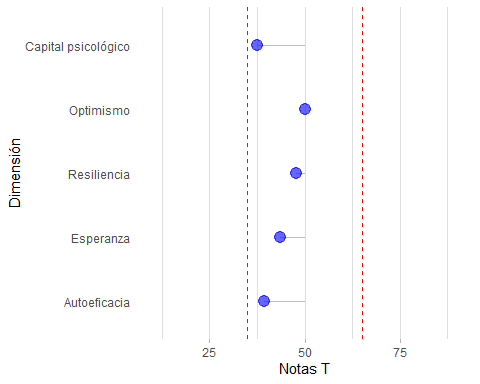 Capital psicológico
Optimismo
Resiliencia
Esperanza
Autoeficacia
Dimensión
25 50 75
Notas T